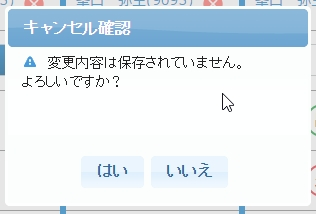 キャンセル確認
変更内容は保存されていません。
よろしいですか？
はい いいえ